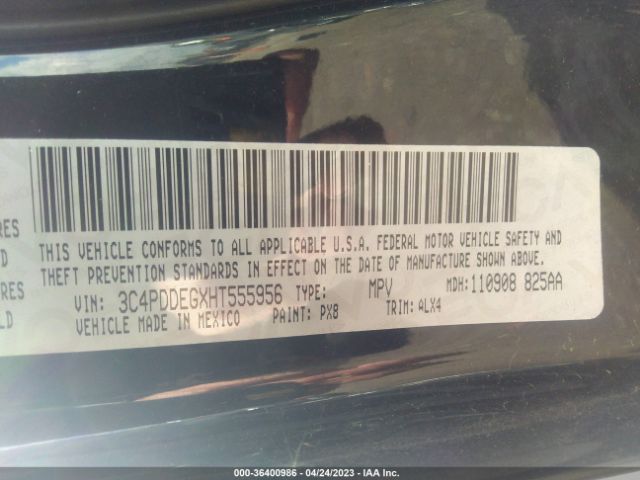 RES
THIS VEHICLE CONFORMS TO ALL APPLICABLE U.S.A. FEDERAL MOTOR VEHICLE SAFETY AND
D
THEFT PREVENTION STANDARDS IN EFFECT ON THE DATE OF MANUFACTURE SHOWN ABOVE.
RES
VIN: 3C4PDDEGXHT555956 TYPE: MPV MDH: 110908 825AA
LD
VEHICLE MADE IN MEXICO PAINT: PX8 TRIM: ALX4
000-36400986 - 04/24/2023 - IAA Inc.